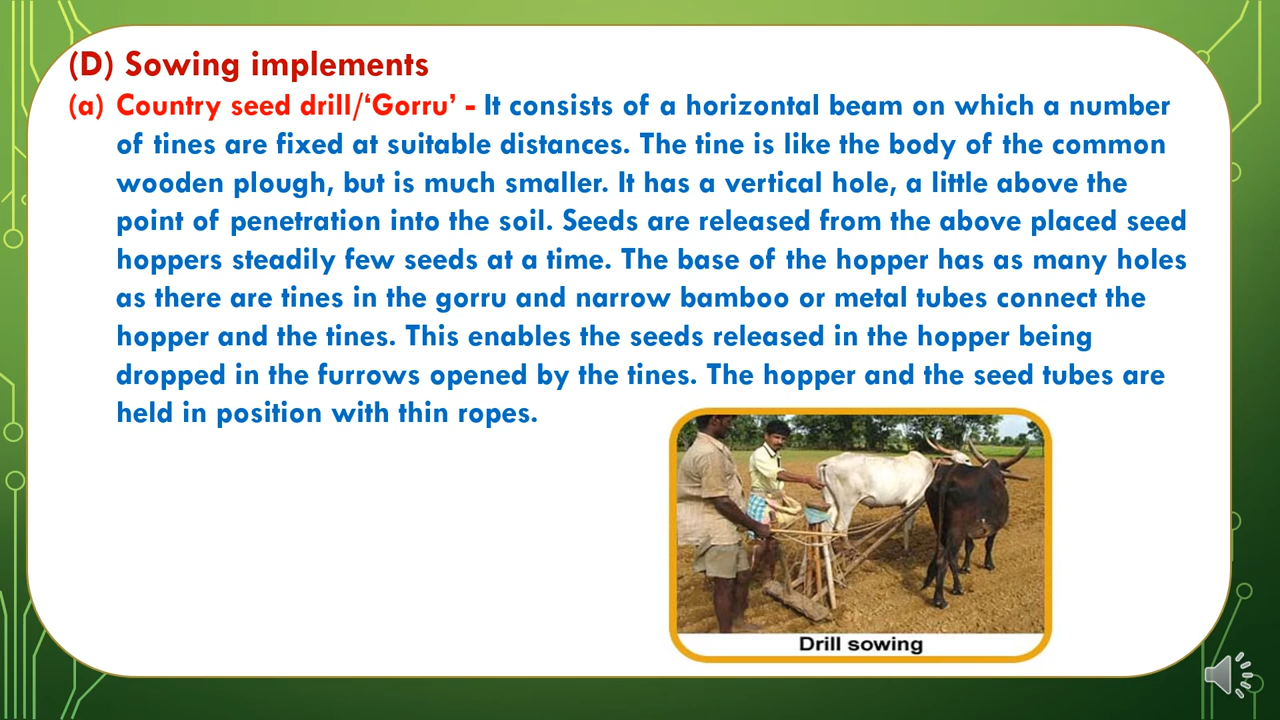 (D) Sowing implements
(a) Country seed drill/‘Gorru’ - It consists of a horizontal beam on which a number
of tines are fixed at suitable distances. The tine is like the body of the common
wooden plough, but is much smaller. It has a vertical hole, a little above the
point of penetration into the soil. Seeds are released from the above placed seed
hoppers steadily few seeds at a time. The base of the hopper has as many holes
as there are tines in the gorru and narrow bamboo or metal tubes connect the
hopper and the tines. This enables the seeds released in the hopper being
dropped in the furrows opened by the tines. The hopper and the seed tubes are
held in position with thin ropes.
Drill sowing